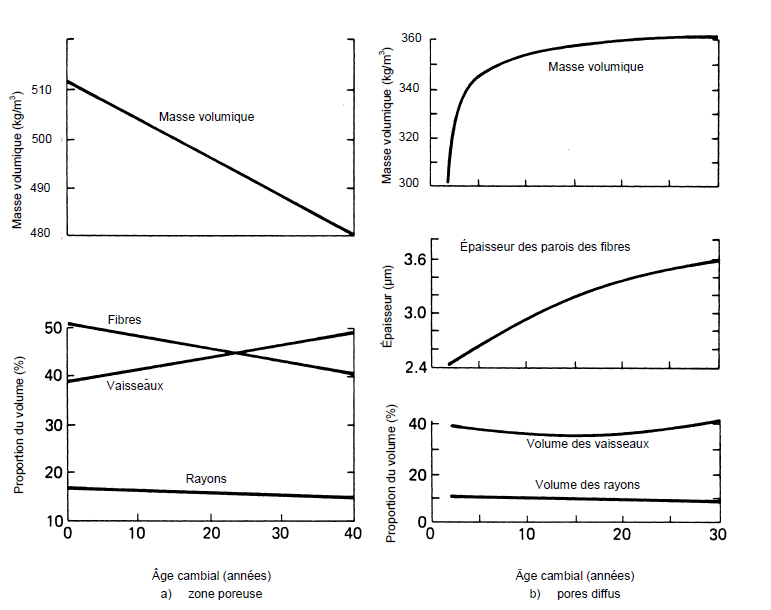 Masse volumique (kg/m³)
510
500
490
480
Masse volumique
Proportion du volume (%)
50
40
30
20
10
Fibres
Vaisseaux
Rayons
0
10
20
30
40
Âge cambial (années)
a) zone poreuse
Masse volumique (kg/m³)
360
340
320
300
Masse volumique
Épaisseur (µm)
3.6
3.0
2.4
Épaisseur des parois des fibres
Proportion du volume (%)
40
20
0
Volume des vaisseaux
Volume des rayons
0
10
20
30
Âge cambial (années)
b) pores diffus